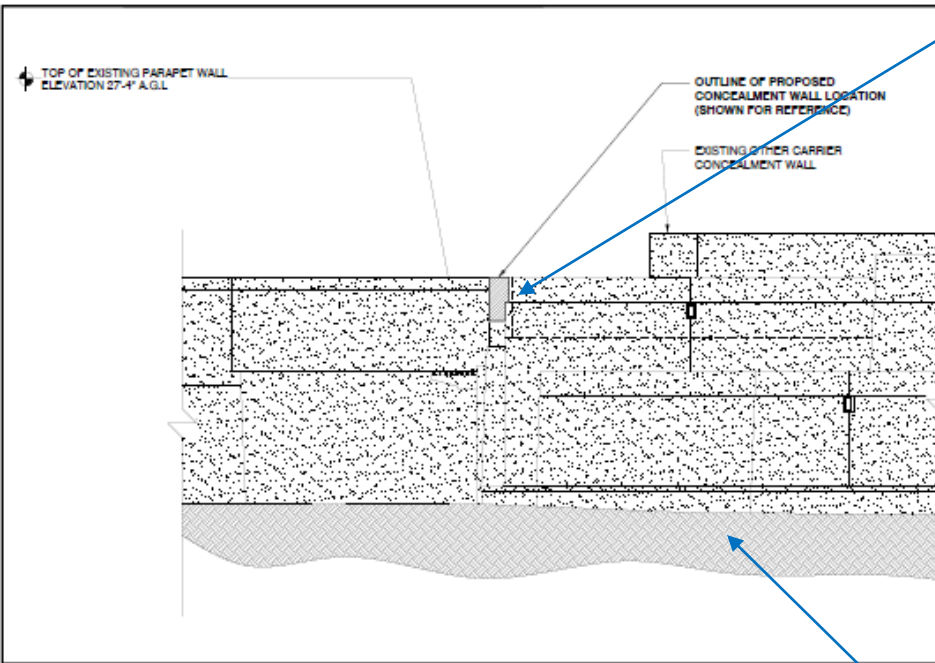 TOP OF EXISTING PARAPET WALL
ELEVATION 27'-4" A.G.L
OUTLINE OF PROPOSED
CONCEALMENT WALL LOCATION
(SHOWN FOR REFERENCE)
EXISTING OTHER CARRIER
CONCEALMENT WALL